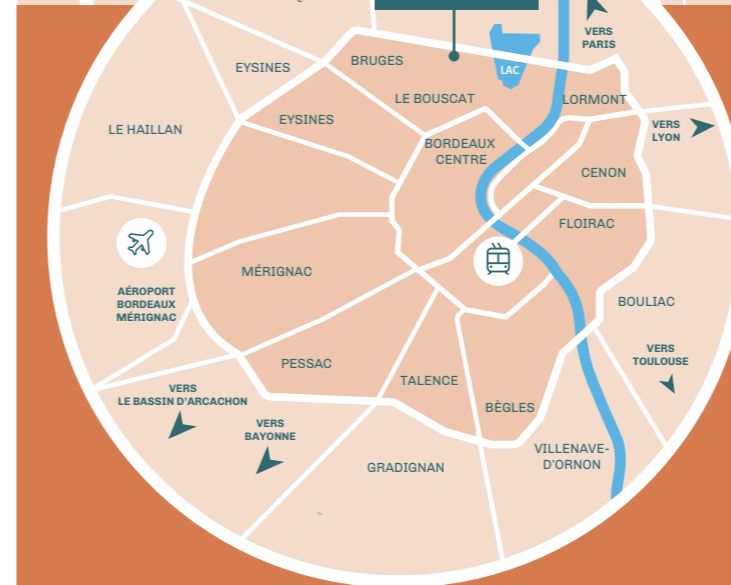 VERS
PARIS
BRUGES
EYSINES
LAC
LE BOUSCAT
LORMONT
EYSINES
LE HAILLAN
VERS
LYON
BORDEAUX
CENTRE
CENON
FLOIRAC
MÉRIGNAC
AÉROPORT
BORDEAUX
MÉRIGNAC
BOULIAC
VERS
TOULOUSE
PESSAC
TALENCE
VERS
LE BASSIN D'ARCACHON
BÈGLES
VERS
BAYONNE
VILLENAVE-
D'ORNON
GRADIGNAN